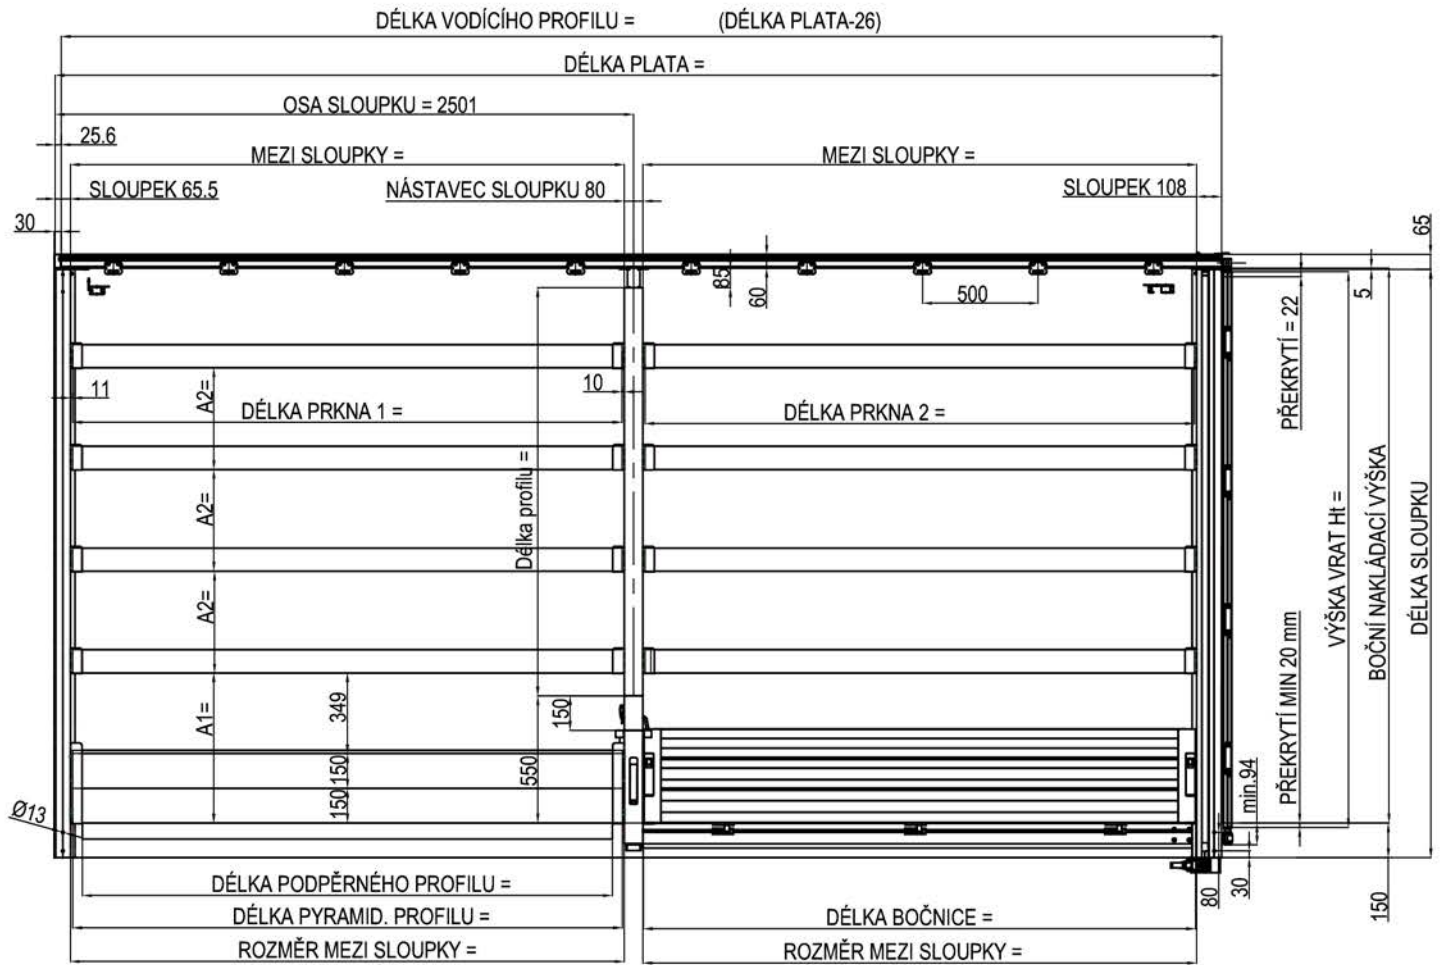 DÉLKA VODÍCÍHO PROFILU = (DÉLKA PLATA-26)
DÉLKA PLATA =
OSA SLOUPKU = 2501
25.6
MEZI SLOUPKY =
MEZI SLOUPKY =
SLOUPEK 65.5
NÁSTAVEC SLOUPKU 80
SLOUPEK 108
30
65
85
60
500
5
PŘEKRYTÍ = 22
11
A2=
10
DÉLKA PRKNA 1 =
DÉLKA PRKNA 2 =
Délka profilu =
A2=
A2=
VÝŠKA VRAT Ht =
BOČNÍ NAKLÁDACÍ VÝŠKA
DÉLKA SLOUPKU
A1=
349
150
150
150
550
Ø13
PŘEKRYTÍ MIN 20 mm
min.94
80
30
150
DÉLKA PODPĚRNÉHO PROFILU =
DÉLKA PYRAMID. PROFILU =
DÉLKA BOČNICE =
ROZMĚR MEZI SLOUPKY =
ROZMĚR MEZI SLOUPKY =